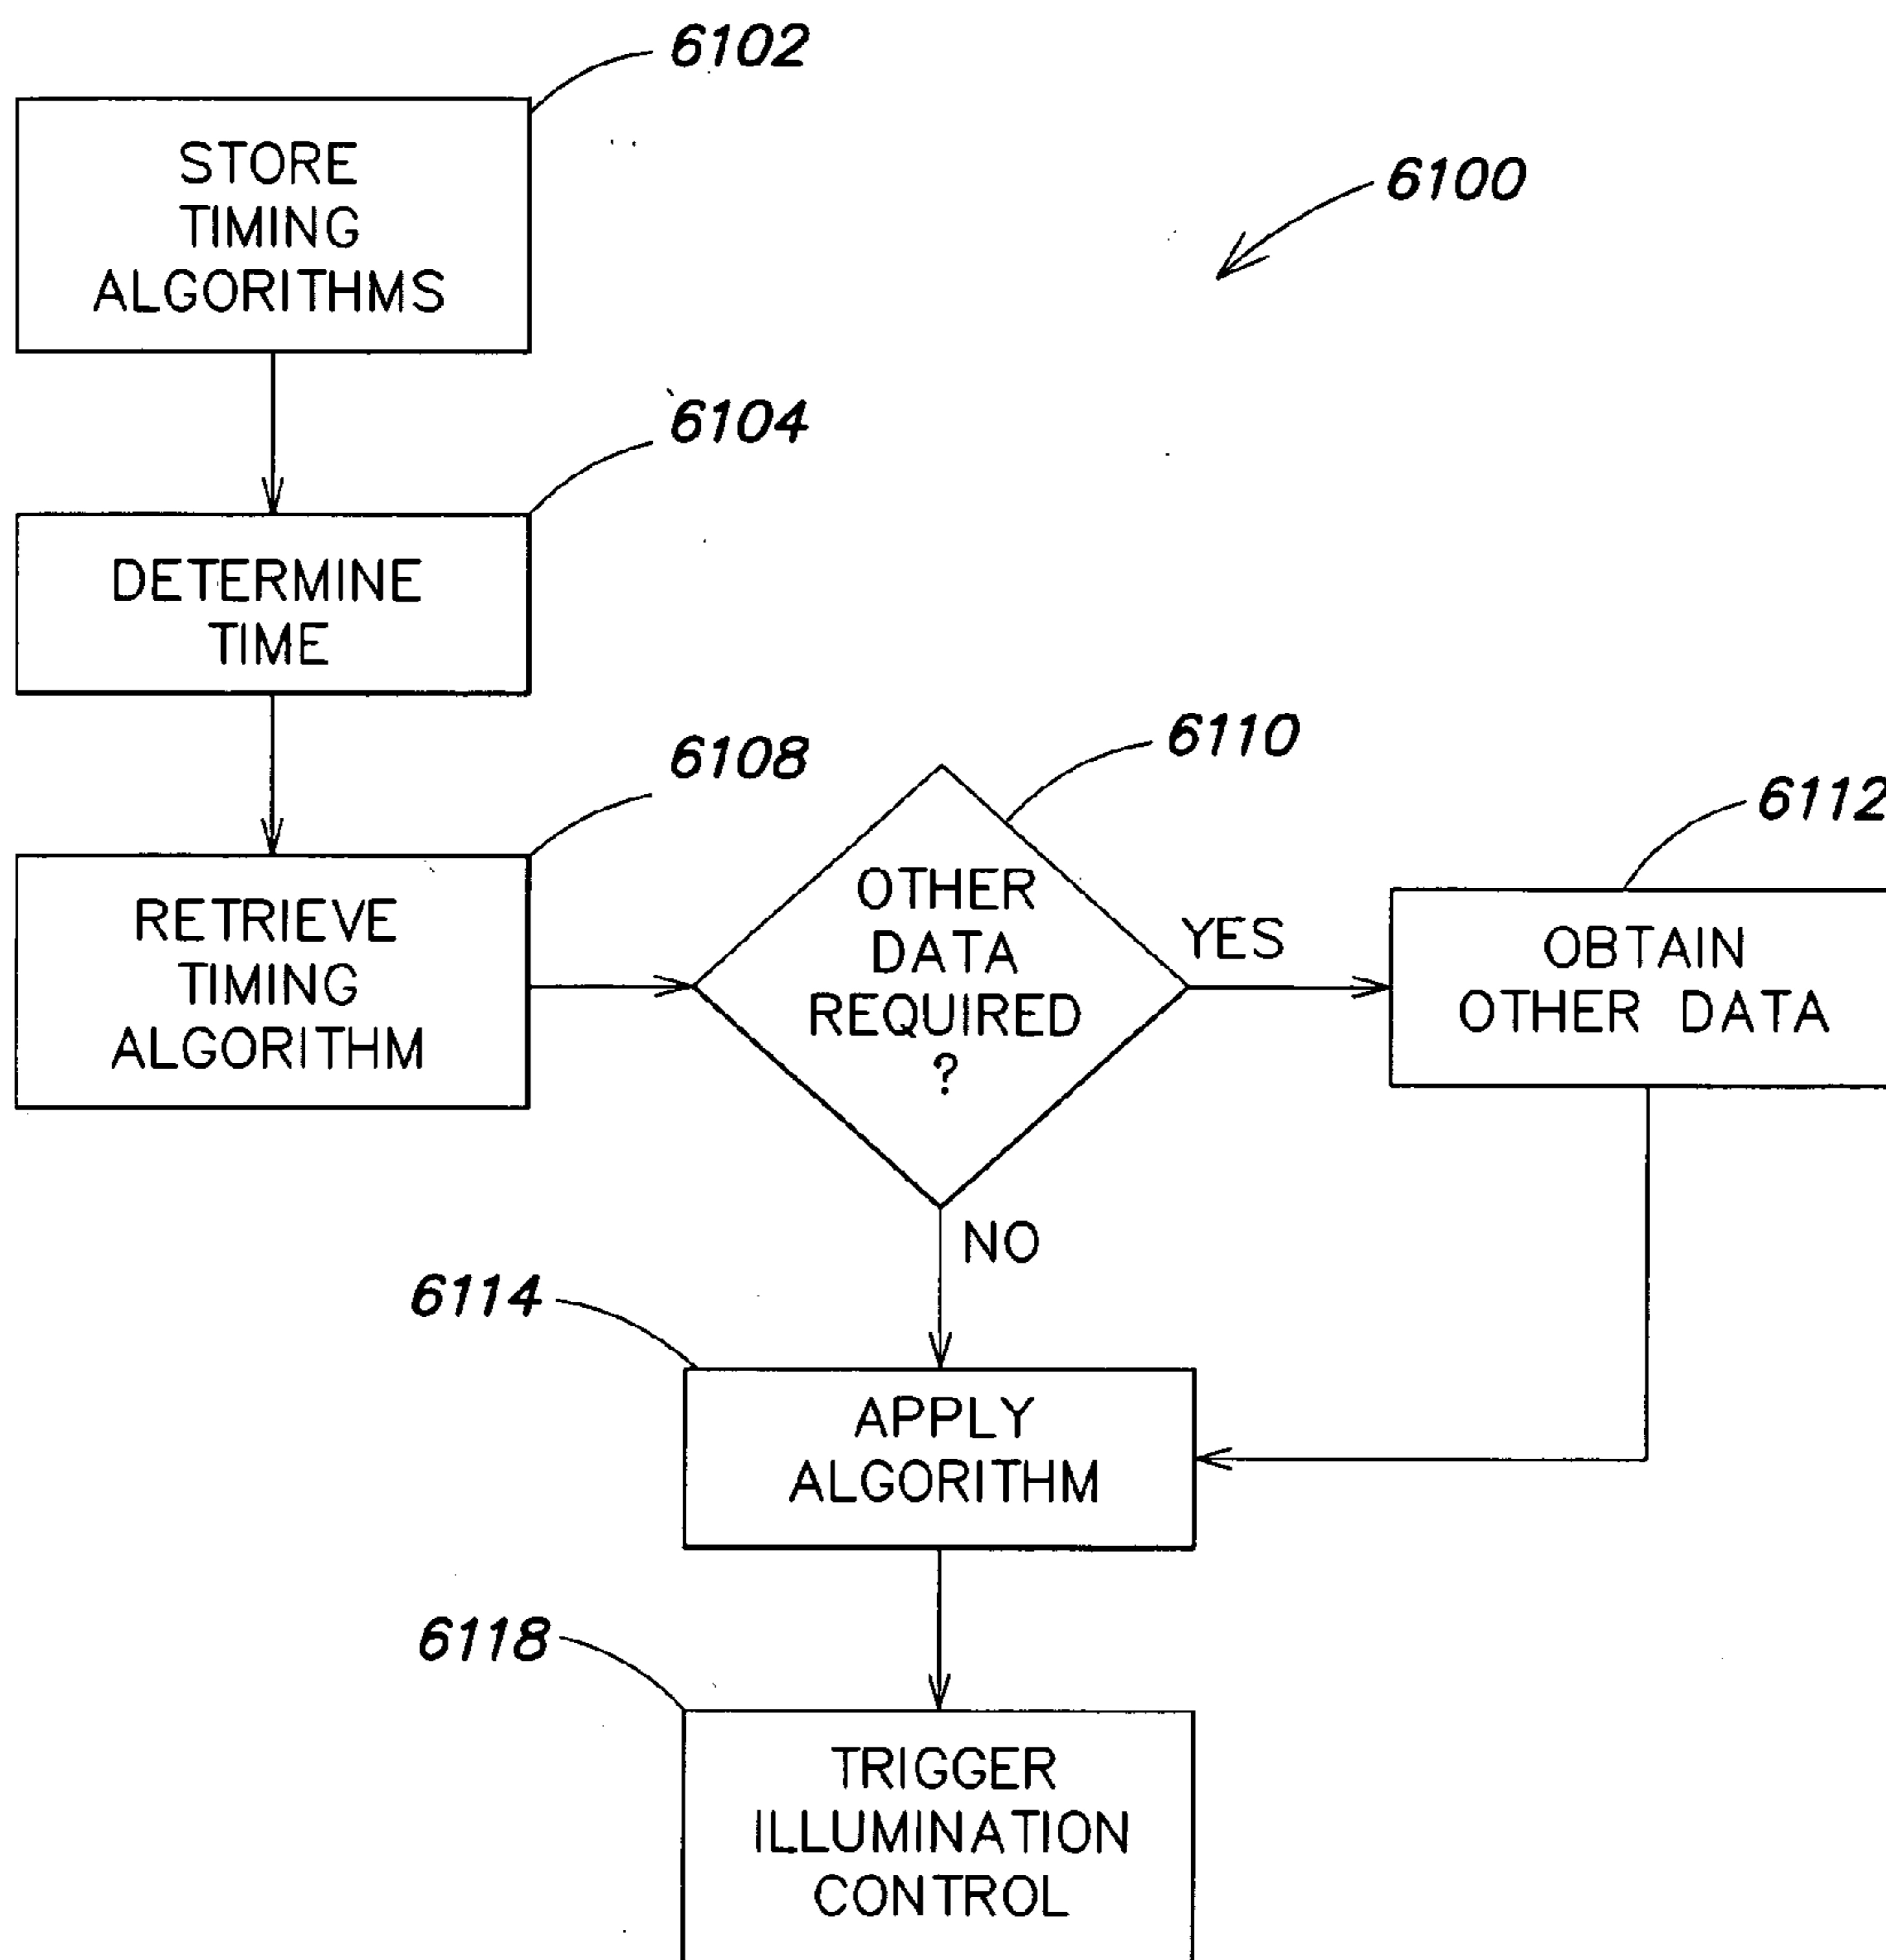 6102
STORE
TIMING
ALGORITHMS
6100
6104
DETERMINE
TIME
6108
RETRIEVE
TIMING
ALGORITHM
6110
OTHER
DATA
REQUIRED
?
YES
6112
OBTAIN
OTHER DATA
NO
6114
APPLY
ALGORITHM
6118
TRIGGER
ILLUMINATION
CONTROL